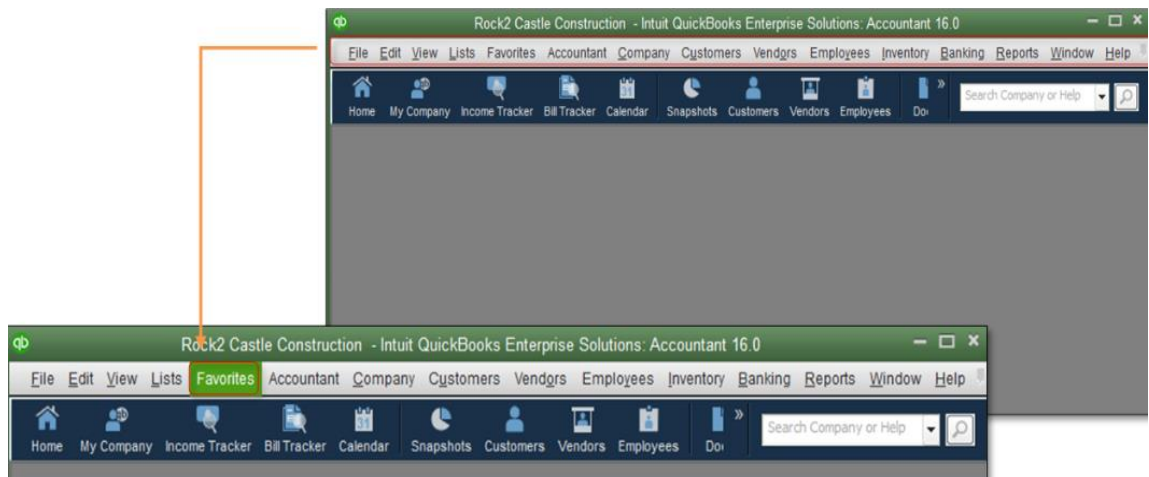 qb Rock2 Castle Construction - Intuit QuickBooks Enterprise Solutions: Accountant 16.0
File Edit View Lists Favorites Accountant Company Customers Vendors Employees Inventory Banking Reports Window Help
Home My Company Income Tracker Bill Tracker Calendar Snapshots Customers Vendors Employees Do Search Company or Help
qb Rock2 Castle Construction - Intuit QuickBooks Enterprise Solutions: Accountant 16.0
File Edit View Lists Favorites Accountant Company Customers Vendors Employees Inventory Banking Reports Window Help
Home My Company Income Tracker Bill Tracker Calendar Snapshots Customers Vendors Employees Do Search Company or Help